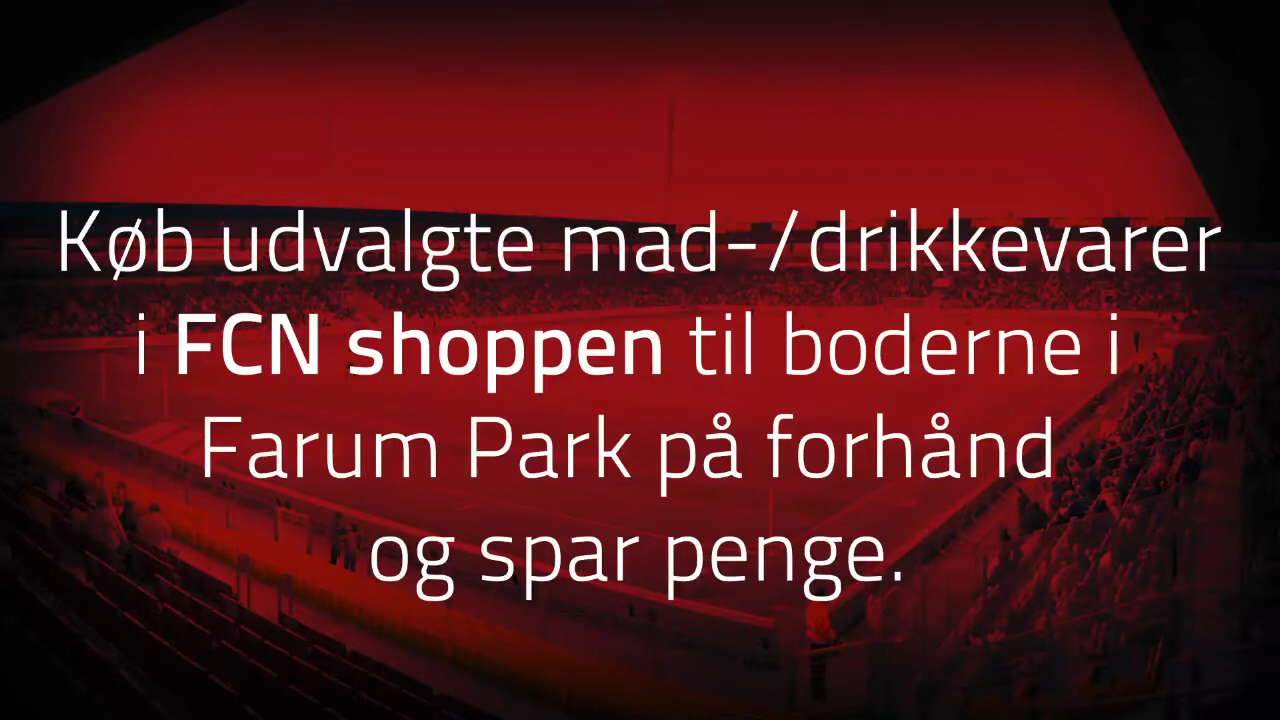 Køb udvalgte mad-/drikkevarer
i FCN shoppen til boderne i
Farum Park på forhånd
og spar penge.